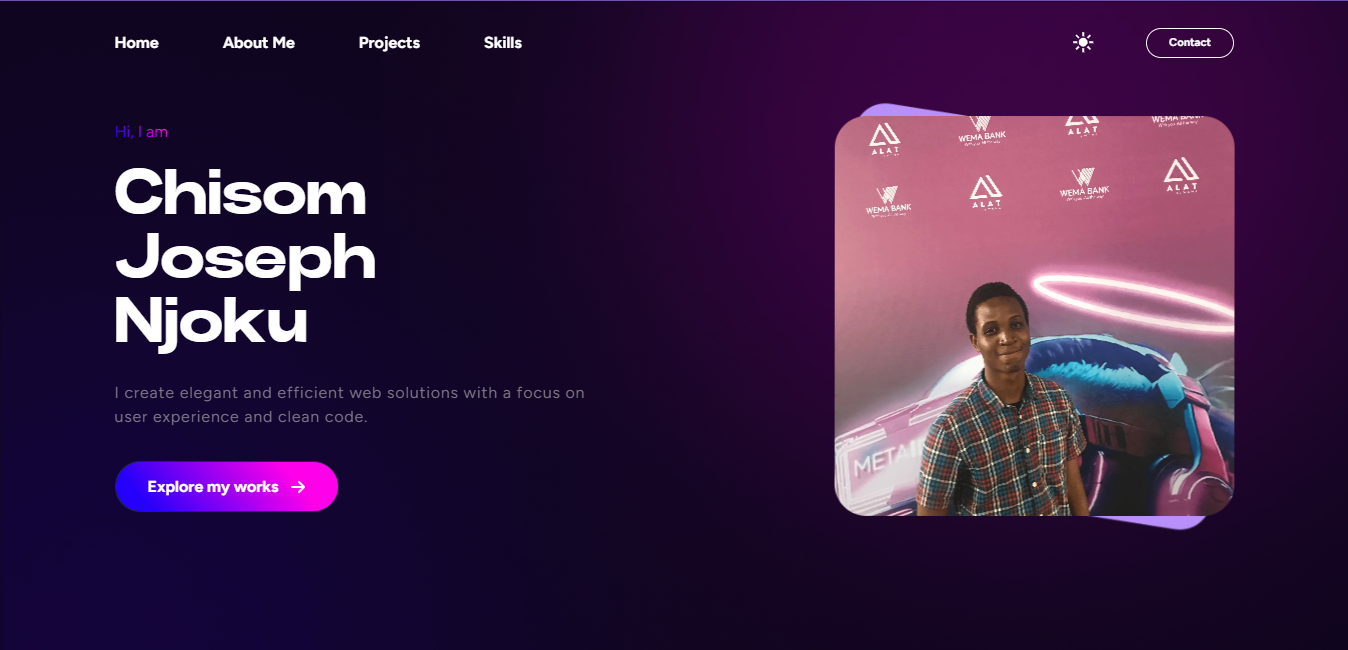 Home
About Me
Projects
Skills
Contact
Hi, I am
Chisom
Joseph
Njoku
I create elegant and efficient web solutions with a focus on
user experience and clean code.
Explore my works
WEMA BANK
ALAT
ALAT
WEMA BANK
ALAT
WEMA BANK
WEMA BANK
ALAT